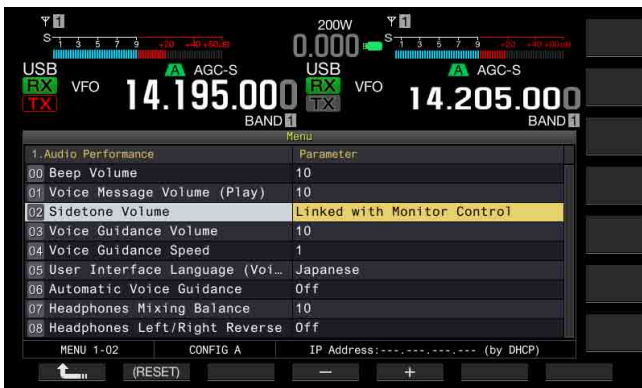 1 200W 1
S 1 3 5 7 9 +20 +40 +60dB 0.000 S 1 3 5 7 9 +20 +40 +60dB
USB A AGC-S USB A AGC-S
RX VFO 14.195.000 RX VFO 14.205.000
TX BAND 1 TX BAND 1
Menu
1.Audio Performance Parameter
00 Beep Volume 10
01 Voice Message Volume (Play) 10
02 Sidetone Volume Linked with Monitor Control
03 Voice Guidance Volume 10
04 Voice Guidance Speed 1
05 User Interface Language (Voi… Japanese
06 Automatic Voice Guidance Off
07 Headphones Mixing Balance 10
08 Headphones Left/Right Reverse Off
MENU 1-02 CONFIG A IP Address:---.---.---.--- (by DHCP)
(RESET) − +